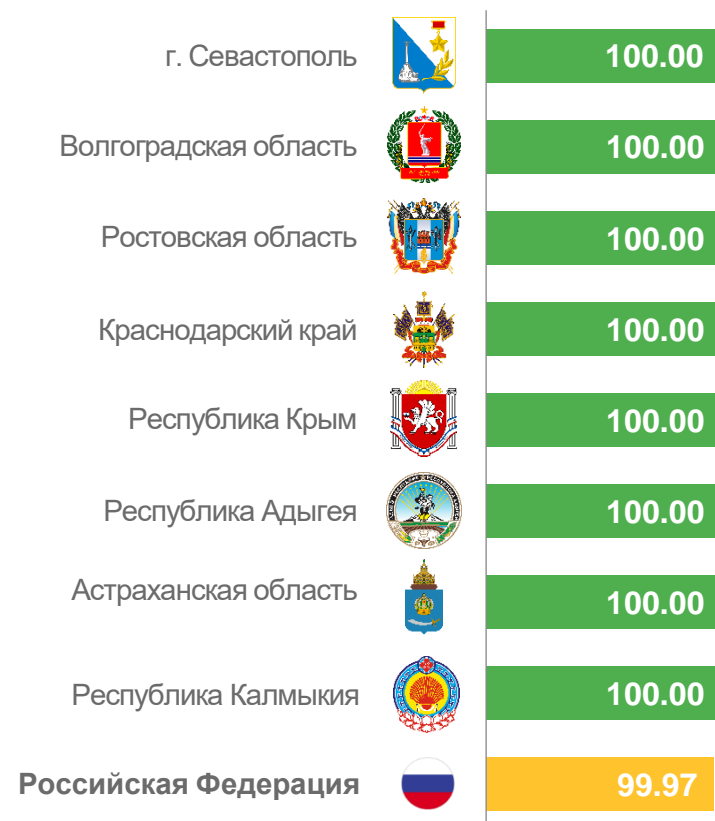 г. Севастополь 100.00
Волгоградская область 100.00
Ростовская область 100.00
Краснодарский край 100.00
Республика Крым 100.00
Республика Адыгея 100.00
Астраханская область 100.00
Республика Калмыкия 100.00
Российская Федерация 99.97